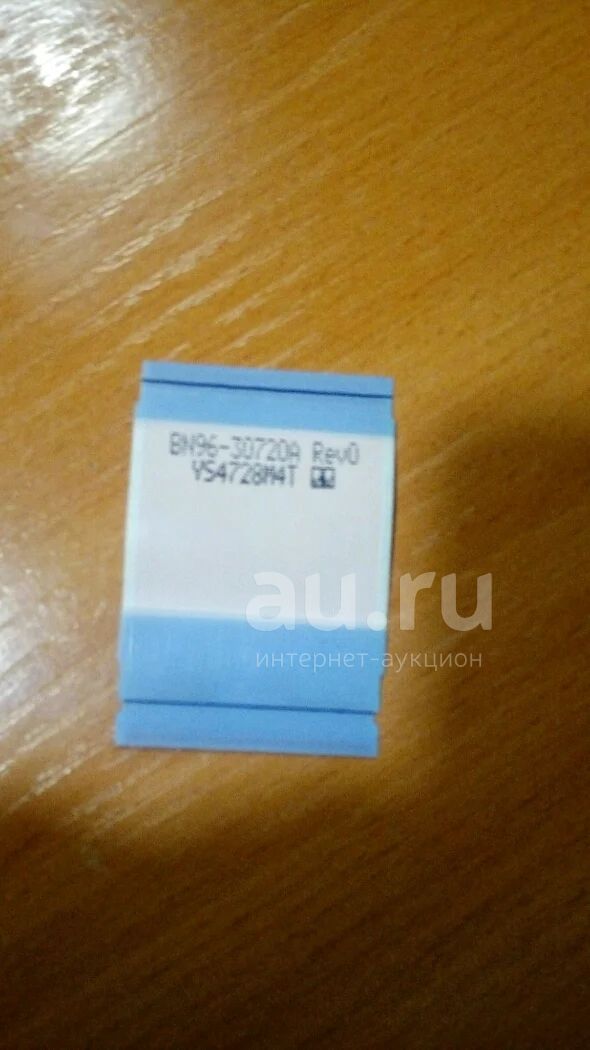 BN96-30720A Rev0
YS4728M4T
au.ru
интернет-аукцион